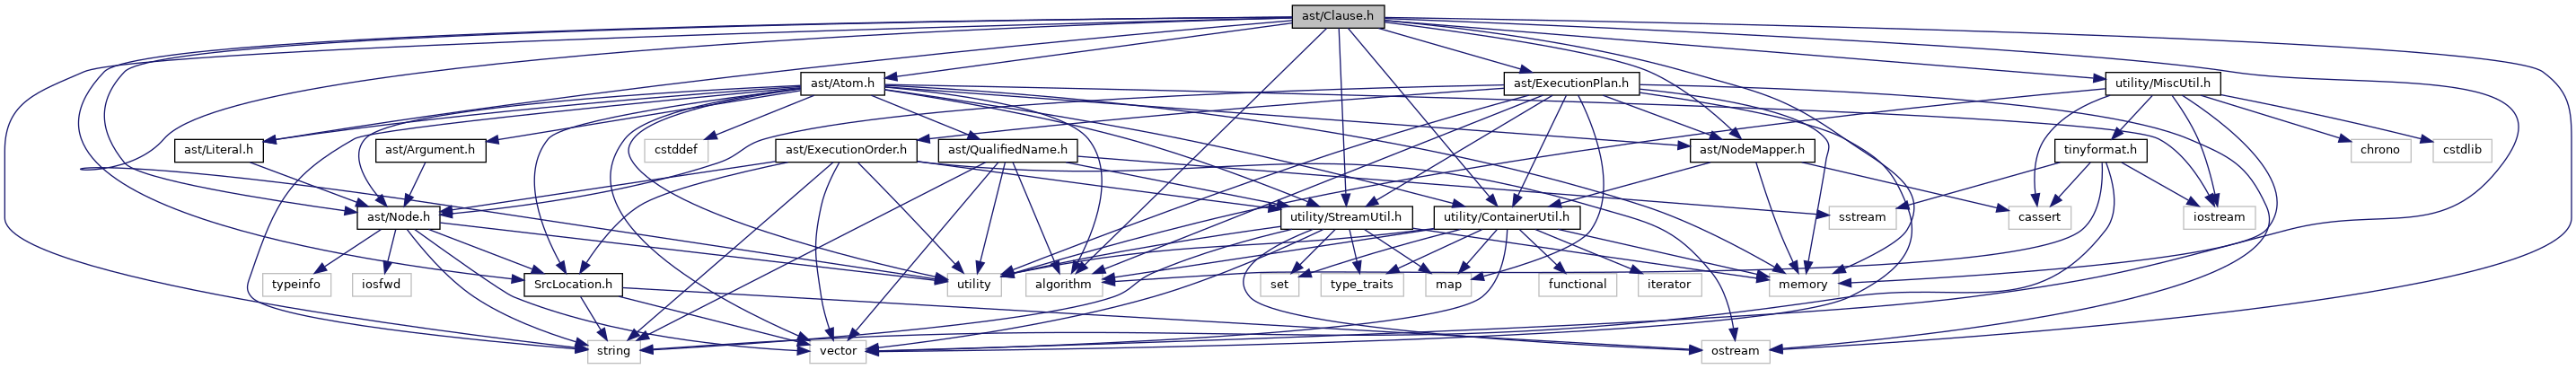 ast/Clause.h
ast/Atom.h
ast/ExecutionPlan.h
utility/MiscUtil.h
ast/Literal.h
ast/Argument.h
cstddef
ast/ExecutionOrder.h
ast/QualifiedName.h
ast/NodeMapper.h
tinyformat.h
chrono
cstdlib
ast/Node.h
utility/StreamUtil.h
utility/ContainerUtil.h
sstream
cassert
iostream
typeinfo
iosfwd
SrcLocation.h
utility
algorithm
set
type_traits
map
functional
iterator
memory
string
vector
ostream